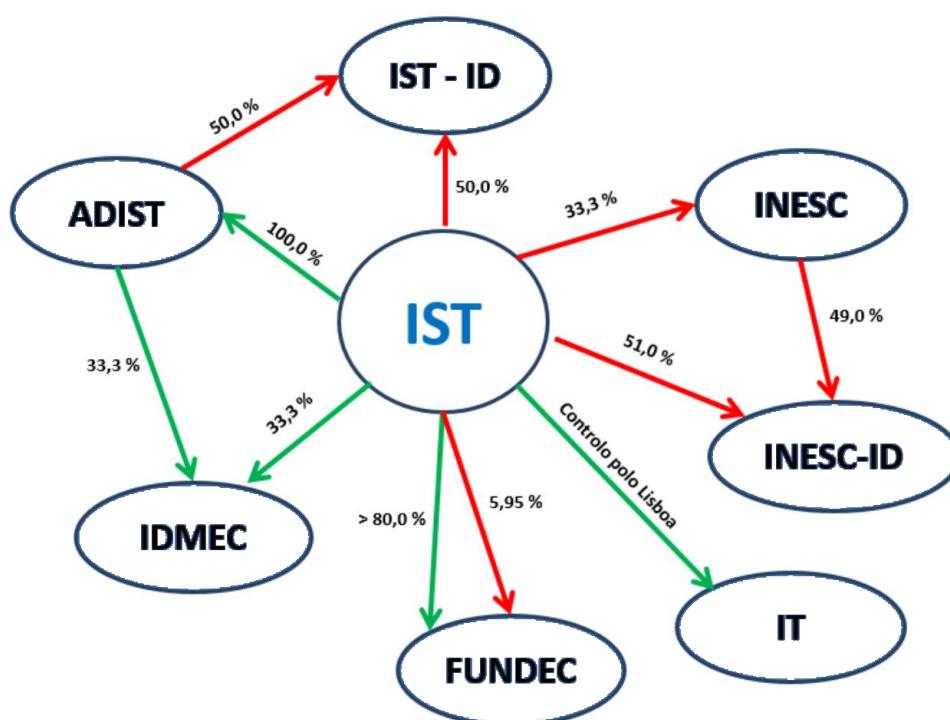 IST - ID
50,0 %
ADIST
50,0 %
33,3 %
INESC
100,0 %
IST
49,0 %
51,0 %
33,3 %
33,3 %
Controlo polo Lisboa
INESC-ID
> 80,0 %
5,95 %
IDMEC
IT
FUNDEC